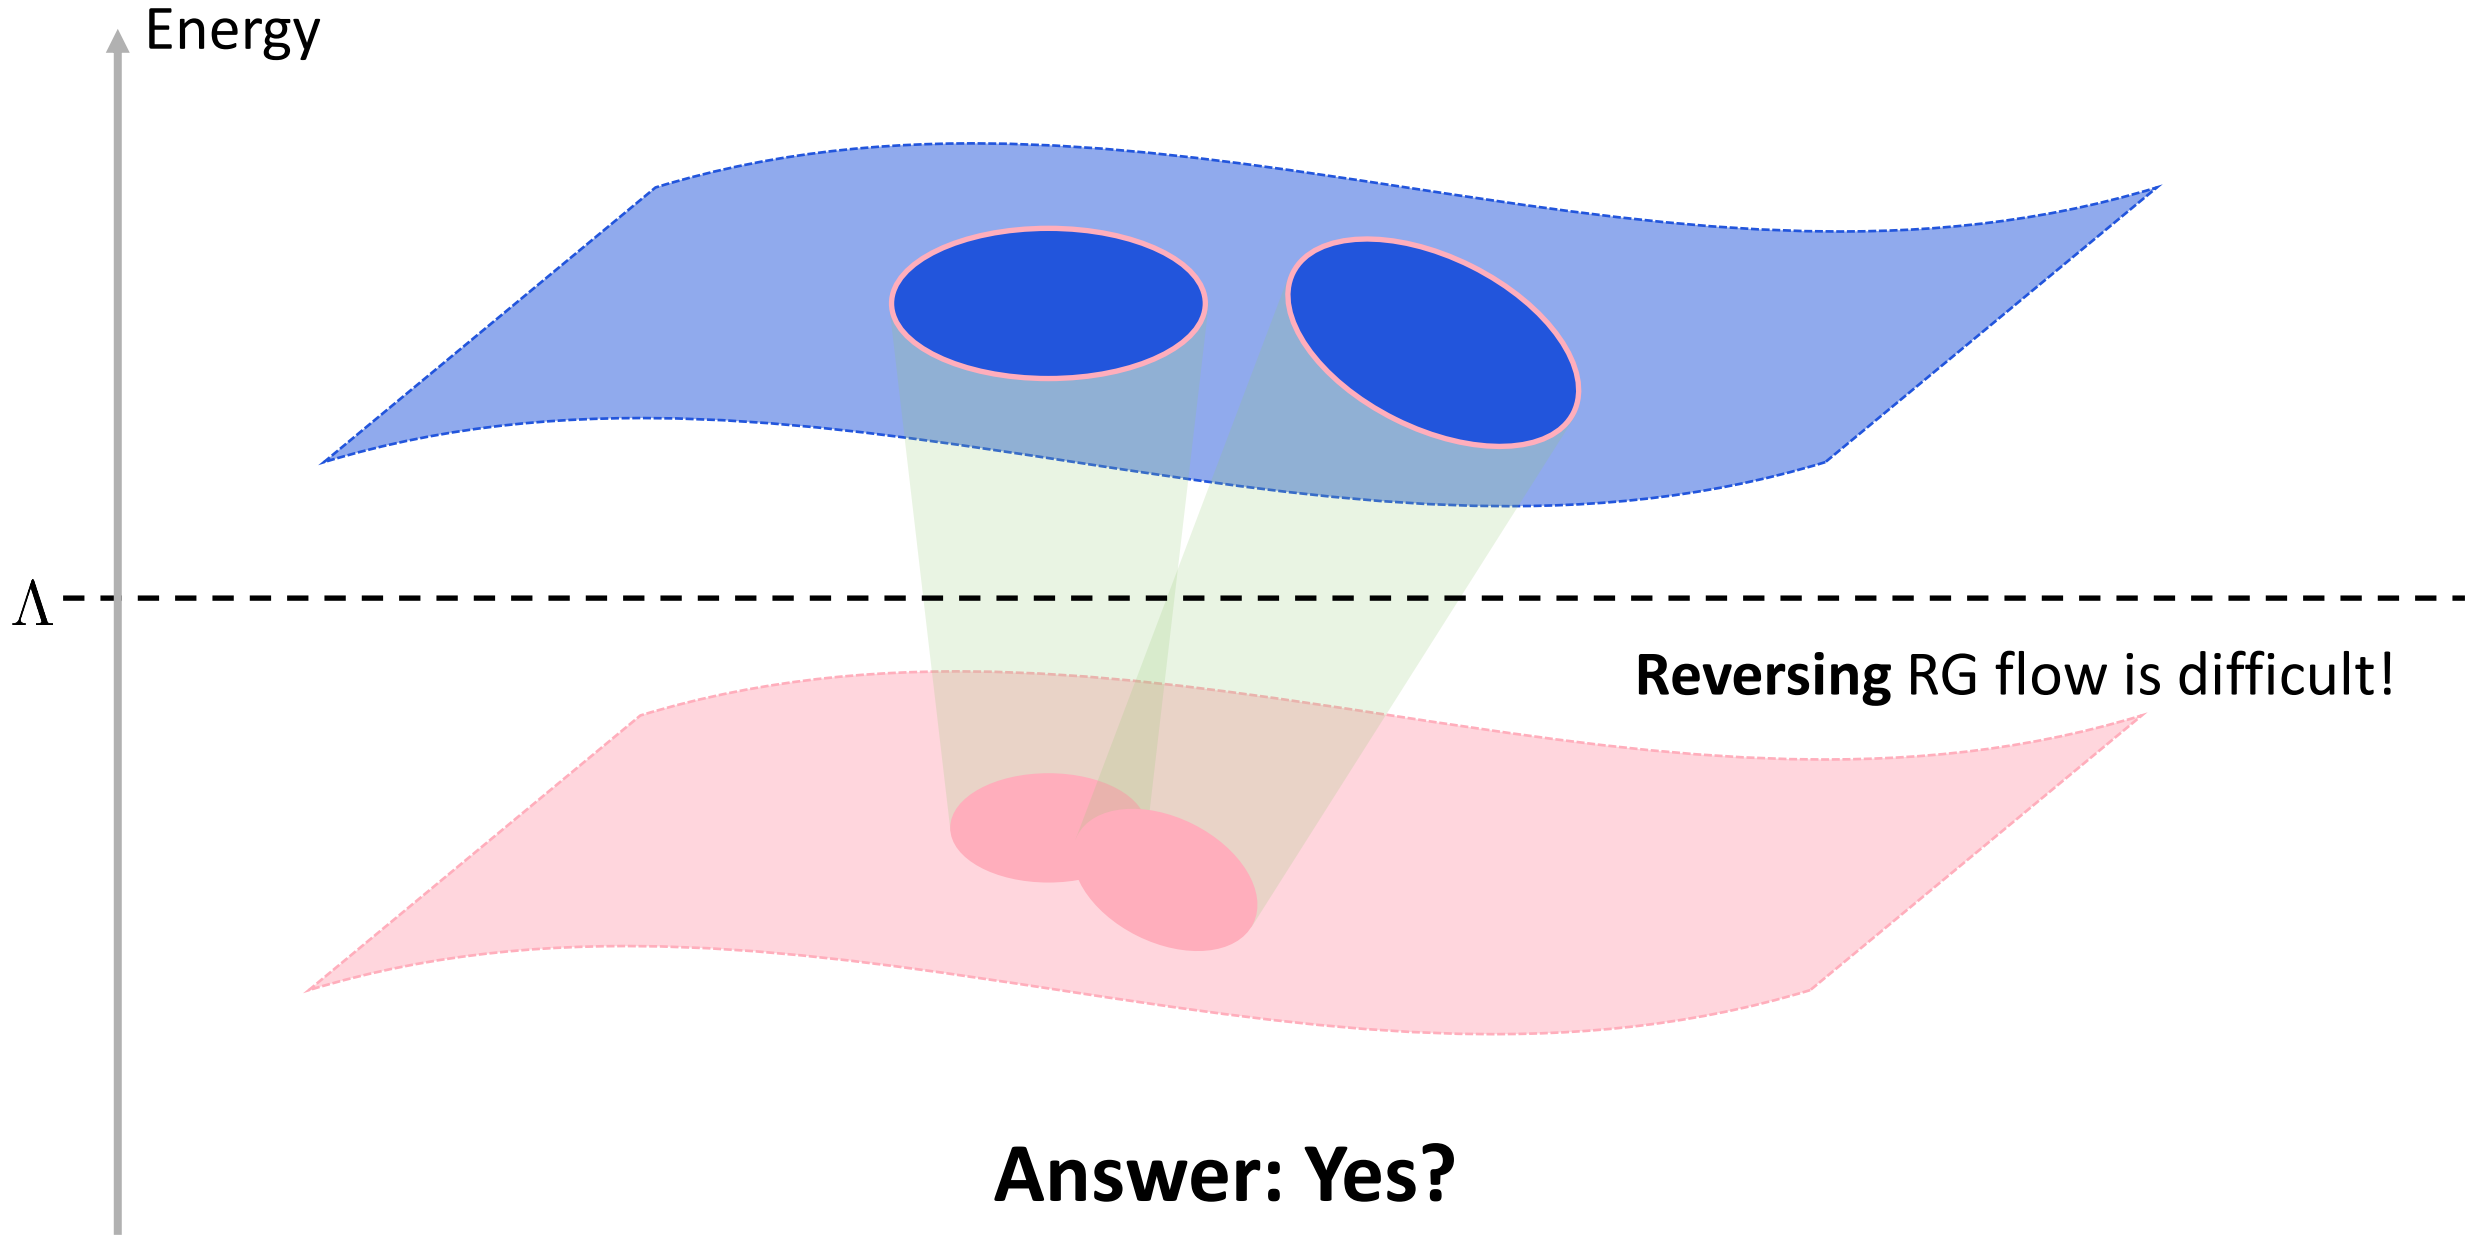 Energy
Λ
Reversing RG flow is difficult!
Answer: Yes?